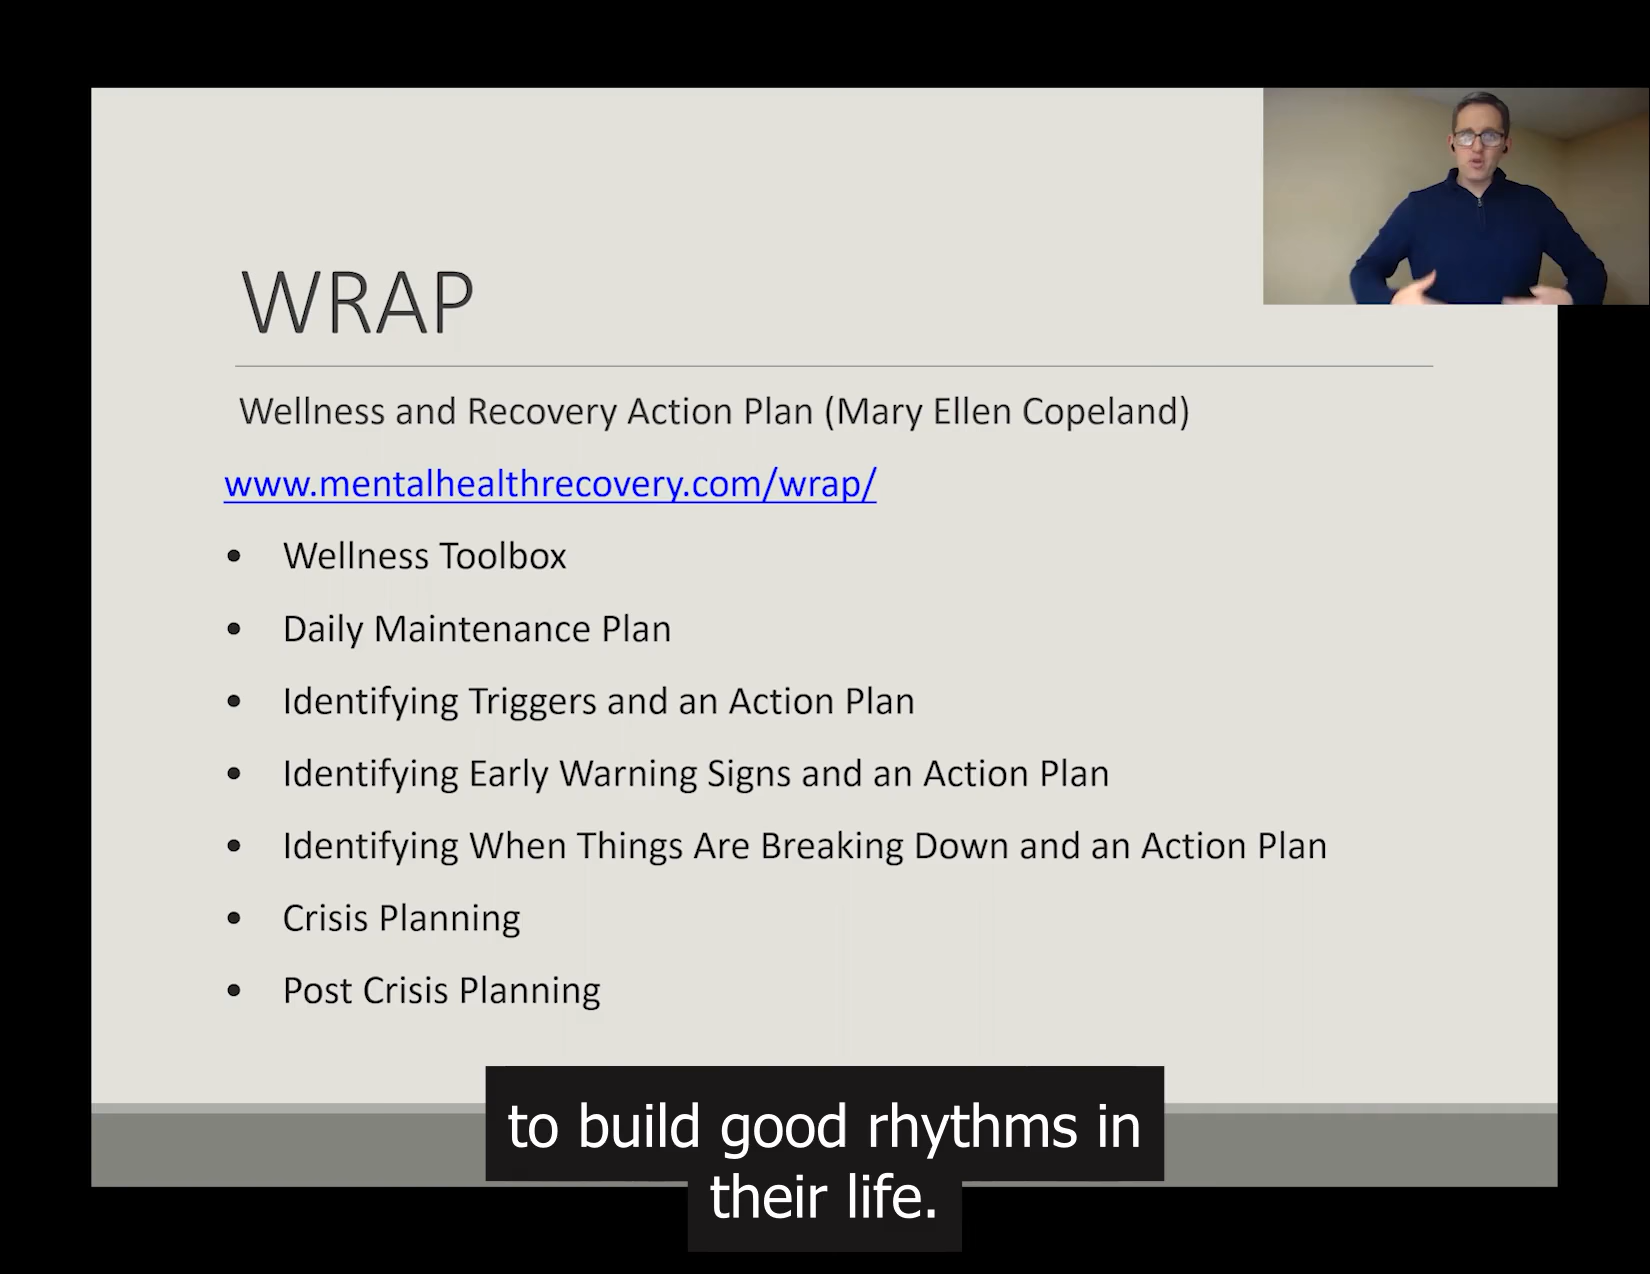 WRAP
Wellness and Recovery Action Plan (Mary Ellen Copeland)
www.mentalhealthrecovery.com/wrap/
• Wellness Toolbox
• Daily Maintenance Plan
• Identifying Triggers and an Action Plan
• Identifying Early Warning Signs and an Action Plan
• Identifying When Things Are Breaking Down and an Action Plan
• Crisis Planning
• Post Crisis Planning
to build good rhythms in
their life.